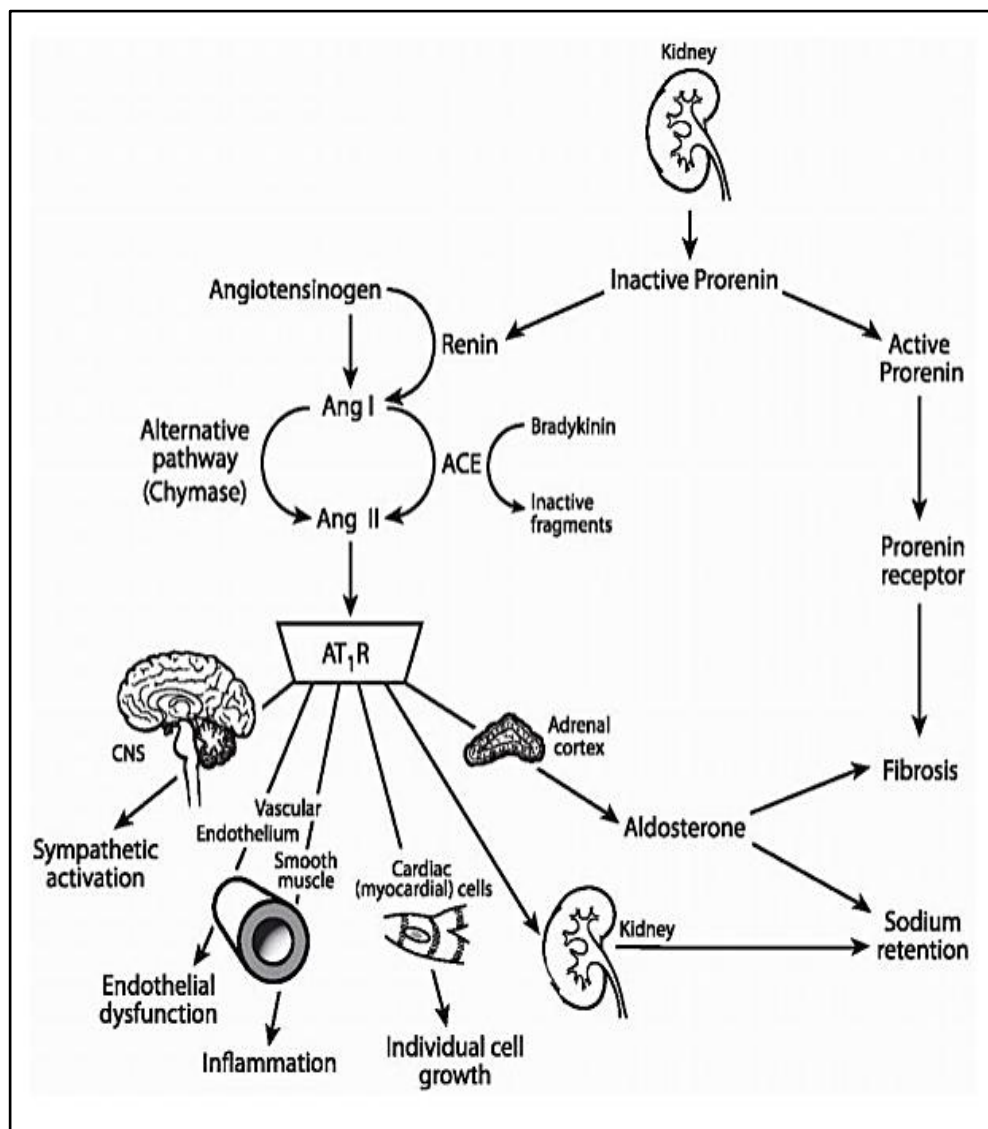 Kidney
Inactive Prorenin
Angiotensinogen
Renin
Active
Prorenin
Ang I
Alternative
pathway
(Chymase)
ACE
Bradykinin
Inactive
fragments
Ang II
Prorenin
receptor
AT1R
CNS
Adrenal
cortex
Fibrosis
Vascular
Endothelium
Smooth
muscle
Aldosterone
Sympathetic
activation
Cardiac
(myocardial) cells
Kidney
Sodium
retention
Endothelial
dysfunction
Inflammation
Individual cell
growth